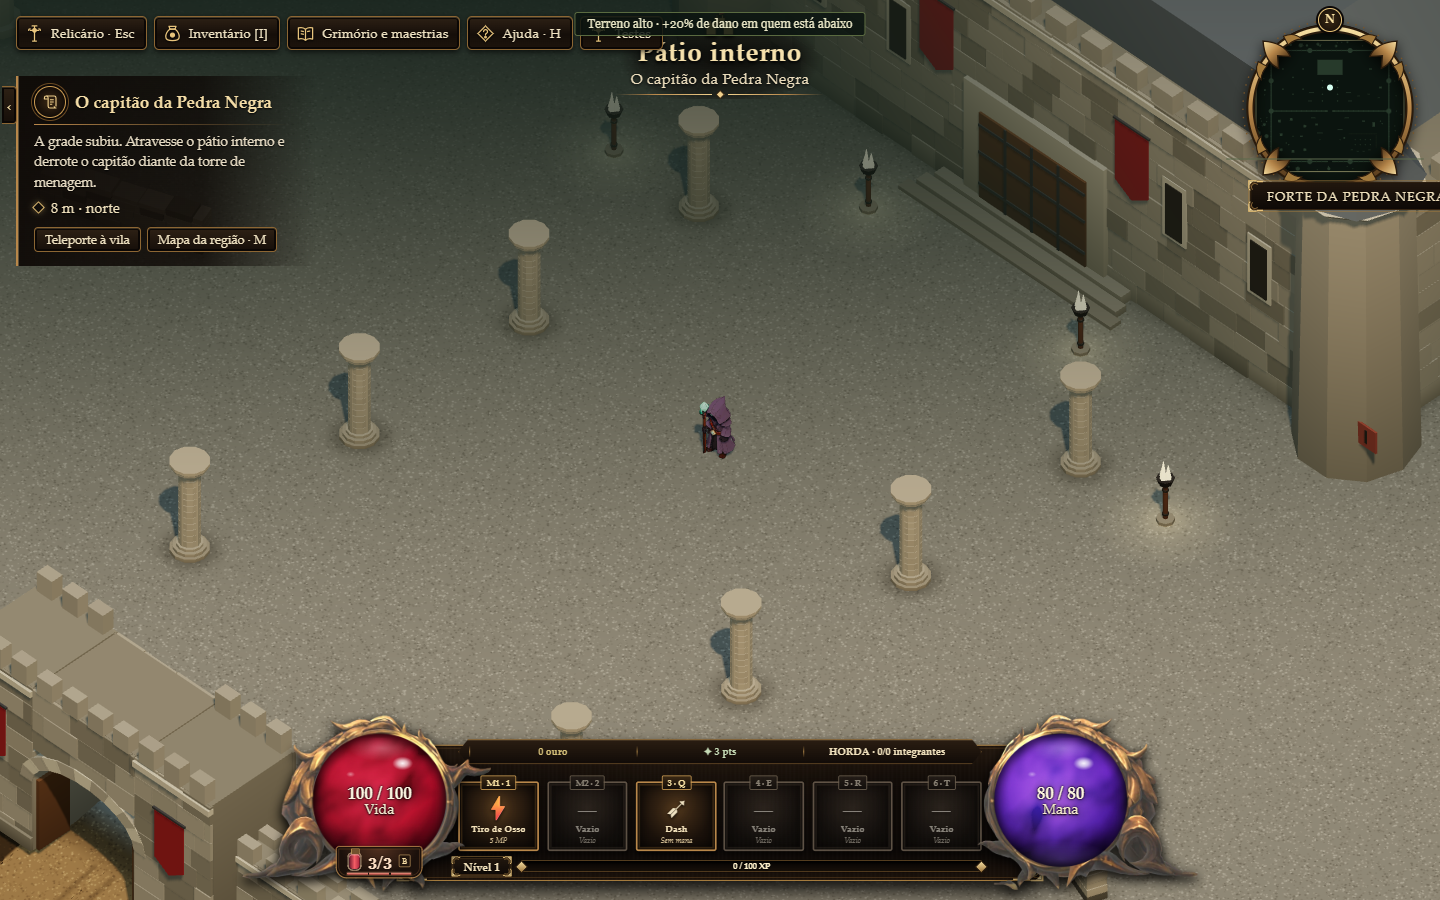 Relicário · Esc
Inventário [I]
Grimório e maestrias
Ajuda · H
Testes
Terreno alto · +20% de dano em quem está abaixo
Pátio interno
O capitão da Pedra Negra
N
FORTE DA PEDRA NEGRA
‹
O capitão da Pedra Negra
A grade subiu. Atravesse o pátio interno e
derrote o capitão diante da torre de
menagem.
8 m · norte
Teleporte à vila
Mapa da região · M
0 ouro
3 pts
HORDA · 0/0 integrantes
100 / 100
Vida
3/3
B
M1 · 1
Tiro de Osso
5 MP
M2 · 2
Vazio
Vazio
3 · Q
Dash
Sem mana
4 · E
Vazio
Vazio
5 · R
Vazio
Vazio
6 · T
Vazio
Vazio
80 / 80
Mana
Nível 1
0 / 100 XP